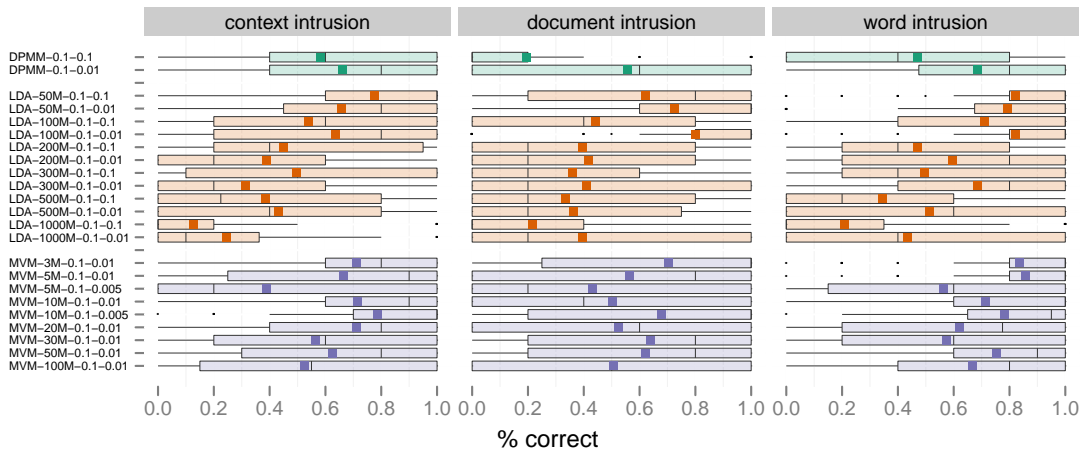 context intrusion document intrusion word intrusion
DPMM−0.1−0.1
DPMM−0.1−0.01
LDA−50M−0.1−0.1
LDA−50M−0.1−0.01
LDA−100M−0.1−0.1
LDA−100M−0.1−0.01
LDA−200M−0.1−0.1
LDA−200M−0.1−0.01
LDA−300M−0.1−0.1
LDA−300M−0.1−0.01
LDA−500M−0.1−0.1
LDA−500M−0.1−0.01
LDA−1000M−0.1−0.1
LDA−1000M−0.1−0.01
MVM−3M−0.1−0.01
MVM−5M−0.1−0.01
MVM−5M−0.1−0.005
MVM−10M−0.1−0.01
MVM−10M−0.1−0.005
MVM−20M−0.1−0.01
MVM−30M−0.1−0.01
MVM−50M−0.1−0.01
MVM−100M−0.1−0.01
0.0 0.2 0.4 0.6 0.8 1.0 0.0 0.2 0.4 0.6 0.8 1.0 0.0 0.2 0.4 0.6 0.8 1.0
% correct